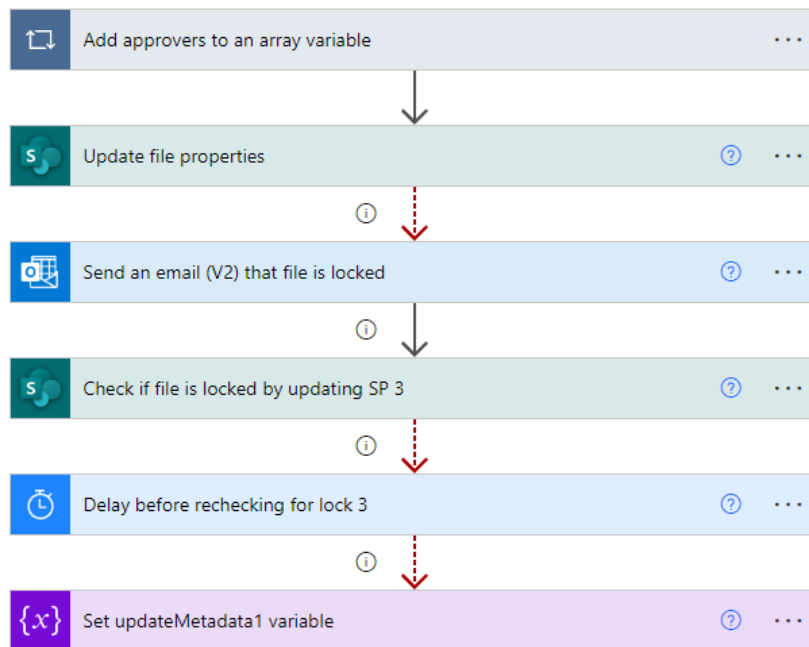 Add approvers to an array variable
Update file properties
Send an email (V2) that file is locked
Check if file is locked by updating SP 3
Delay before rechecking for lock 3
{x} Set updateMetadata1 variable